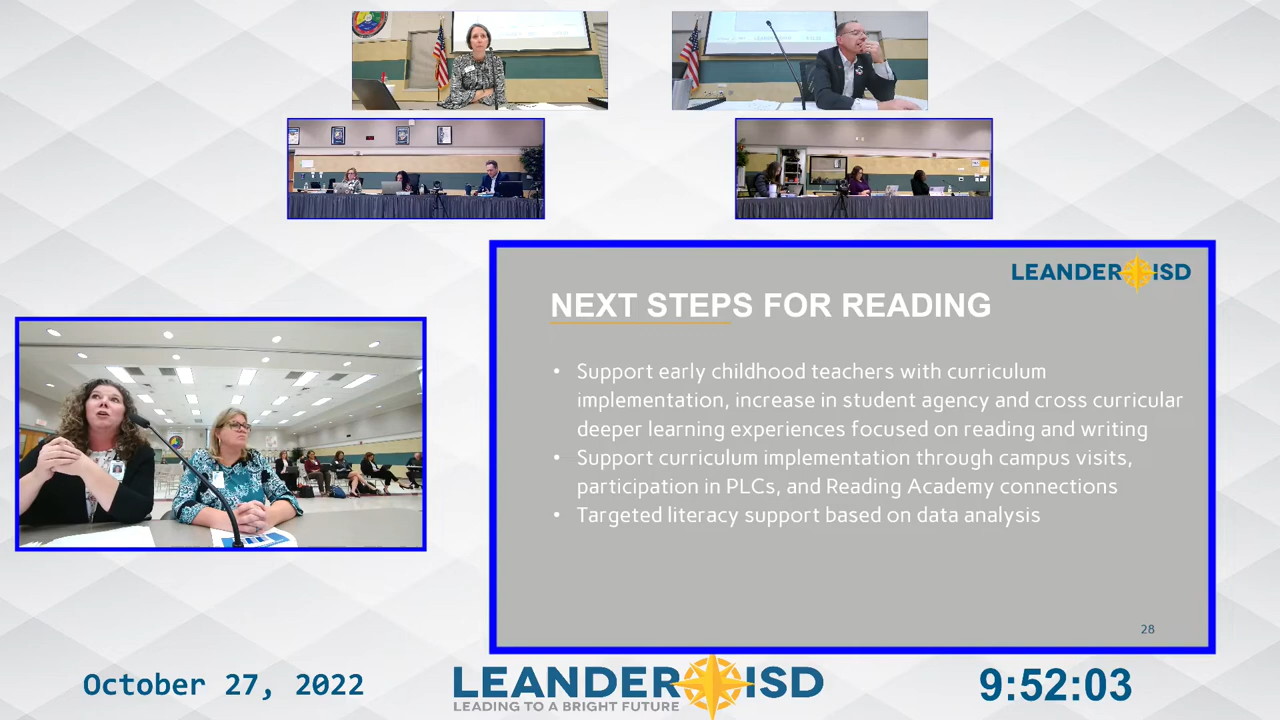 LEANDER ISD
NEXT STEPS FOR READING
• Support early childhood teachers with curriculum
implementation, increase in student agency and cross curricular
deeper learning experiences focused on reading and writing
• Support curriculum implementation through campus visits,
participation in PLCs, and Reading Academy connections
• Targeted literacy support based on data analysis
28
October 27, 2022
LEANDER ISD
LEADING TO A BRIGHT FUTURE
9:52:03